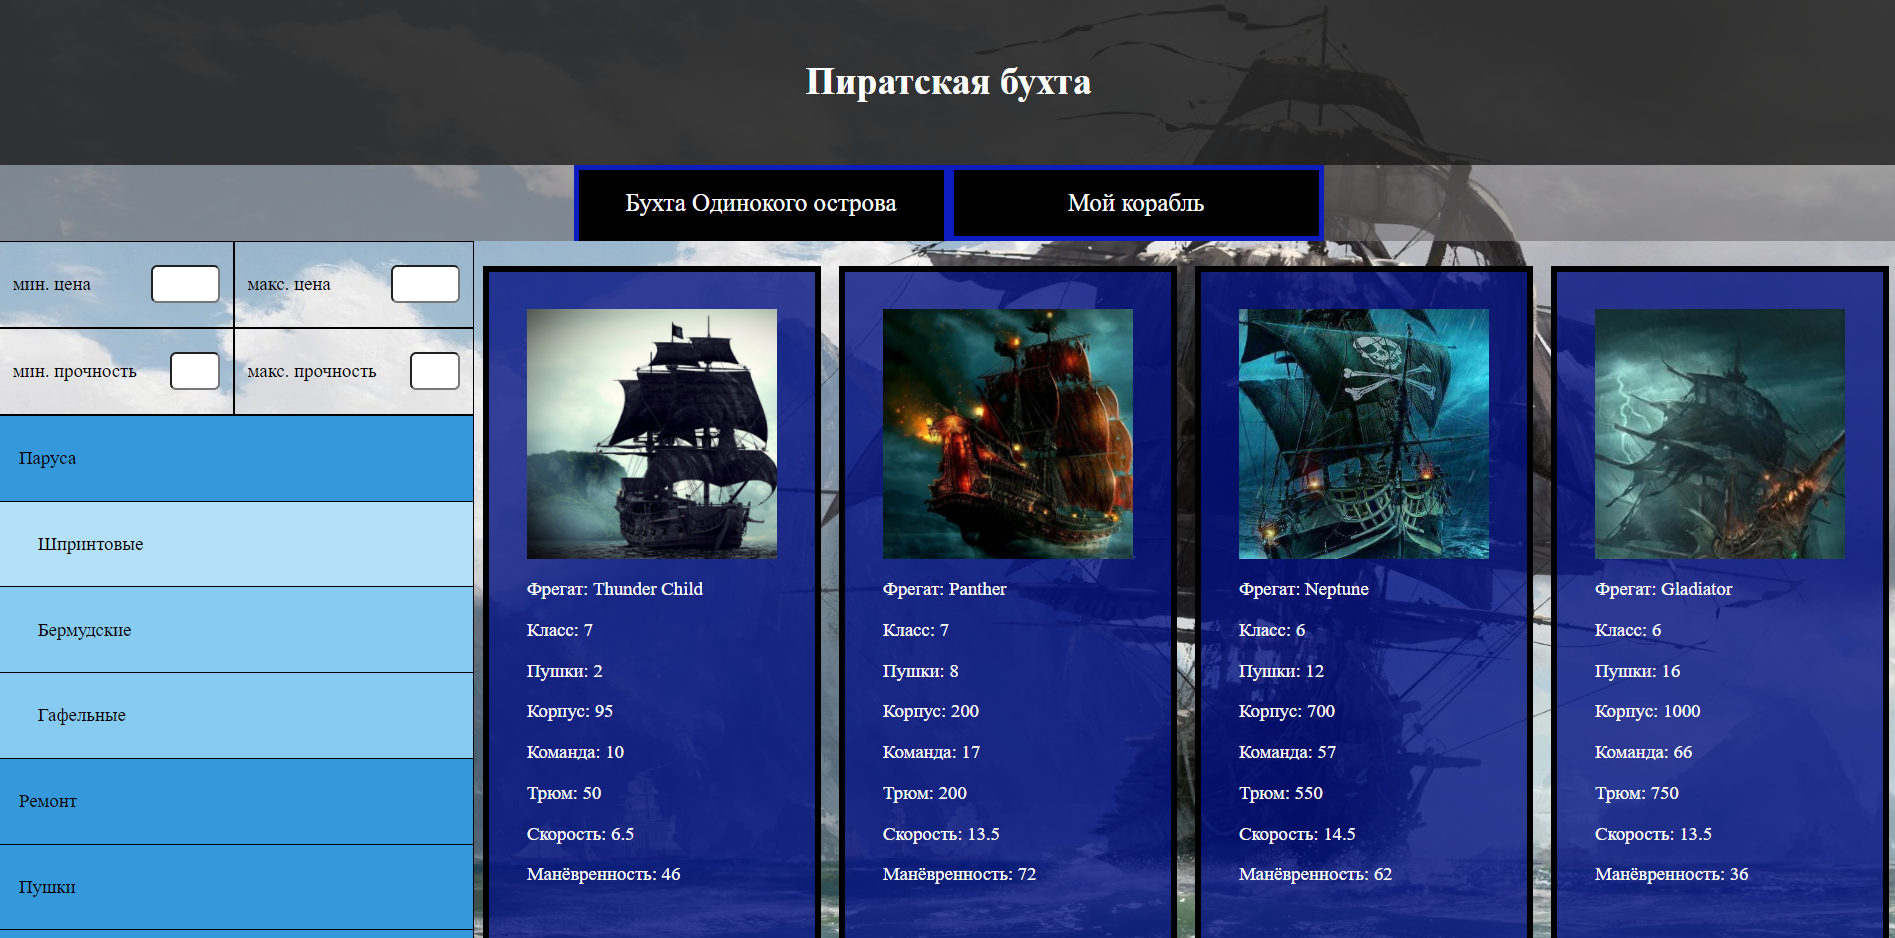 Пиратская бухта
Бухта Одинокого острова
Мой корабль
мин. цена
макс. цена
мин. прочность
макс. прочность
Паруса
Шпринтовые
Бермудские
Гафельные
Ремонт
Пушки
Фрегат: Thunder Child
Класс: 7
Пушки: 2
Корпус: 95
Команда: 10
Трюм: 50
Скорость: 6.5
Манёвренность: 46
Фрегат: Panther
Класс: 7
Пушки: 8
Корпус: 200
Команда: 17
Трюм: 200
Скорость: 13.5
Манёвренность: 72
Фрегат: Neptune
Класс: 6
Пушки: 12
Корпус: 700
Команда: 57
Трюм: 550
Скорость: 14.5
Манёвренность: 62
Фрегат: Gladiator
Класс: 6
Пушки: 16
Корпус: 1000
Команда: 66
Трюм: 750
Скорость: 13.5
Манёвренность: 36